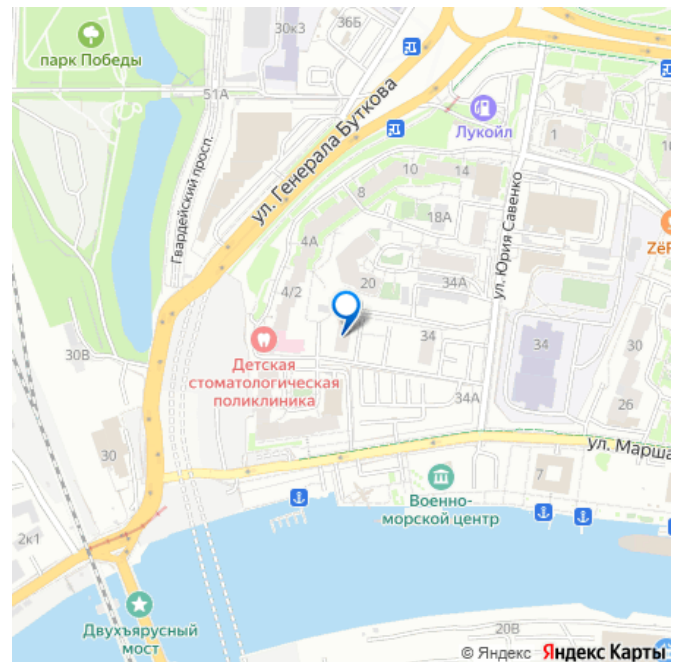 36Б
30к3
парк Победы
51А
Гвардейский просп.
ул. Генерала Буткова
Лукойл
1
10
14
8
18А
ул. Юрия Савенко
4А
20
34А
4/2
34
34
30
30В
Детская
стоматологическая
поликлиника
34А
26
30
ул. Марша
7
Военно-
морской центр
2к1
Двухъярусный
мост
20В
© Яндекс Яндекс Карты